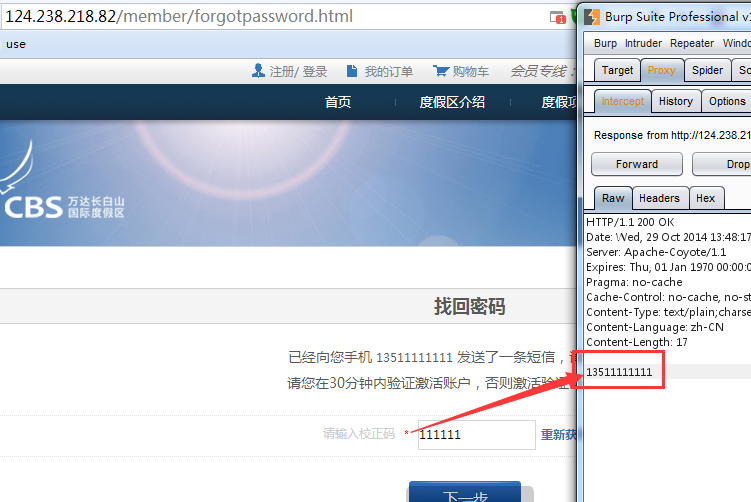 124.238.218.82/member/forgotpassword.html
use
注册/ 登录 我的订单 购物车 会员专线：
首页 度假区介绍 度假项
CBS 万达长白山
国际度假区
找回密码
已经向您手机 13511111111 发送了一条短信，
请您在30分钟内验证激活账户，否则激活验证
请输入校正码 * 111111 重新获
下一步
1
Burp Suite Professional v
Burp Intruder Repeater Windo
Target Proxy Spider Sc
Intercept History Options
Response from http://124.238.21
Forward Drop
Raw Headers Hex
HTTP/1.1 200 OK
Date: Wed, 29 Oct 2014 13:48:17
Server: Apache-Coyote/1.1
Expires: Thu, 01 Jan 1970 00:00:0
Pragma: no-cache
Cache-Control: no-cache, no-st
Content-Type: text/plain;charse
Content-Language: zh-CN
Content-Length: 17
13511111111